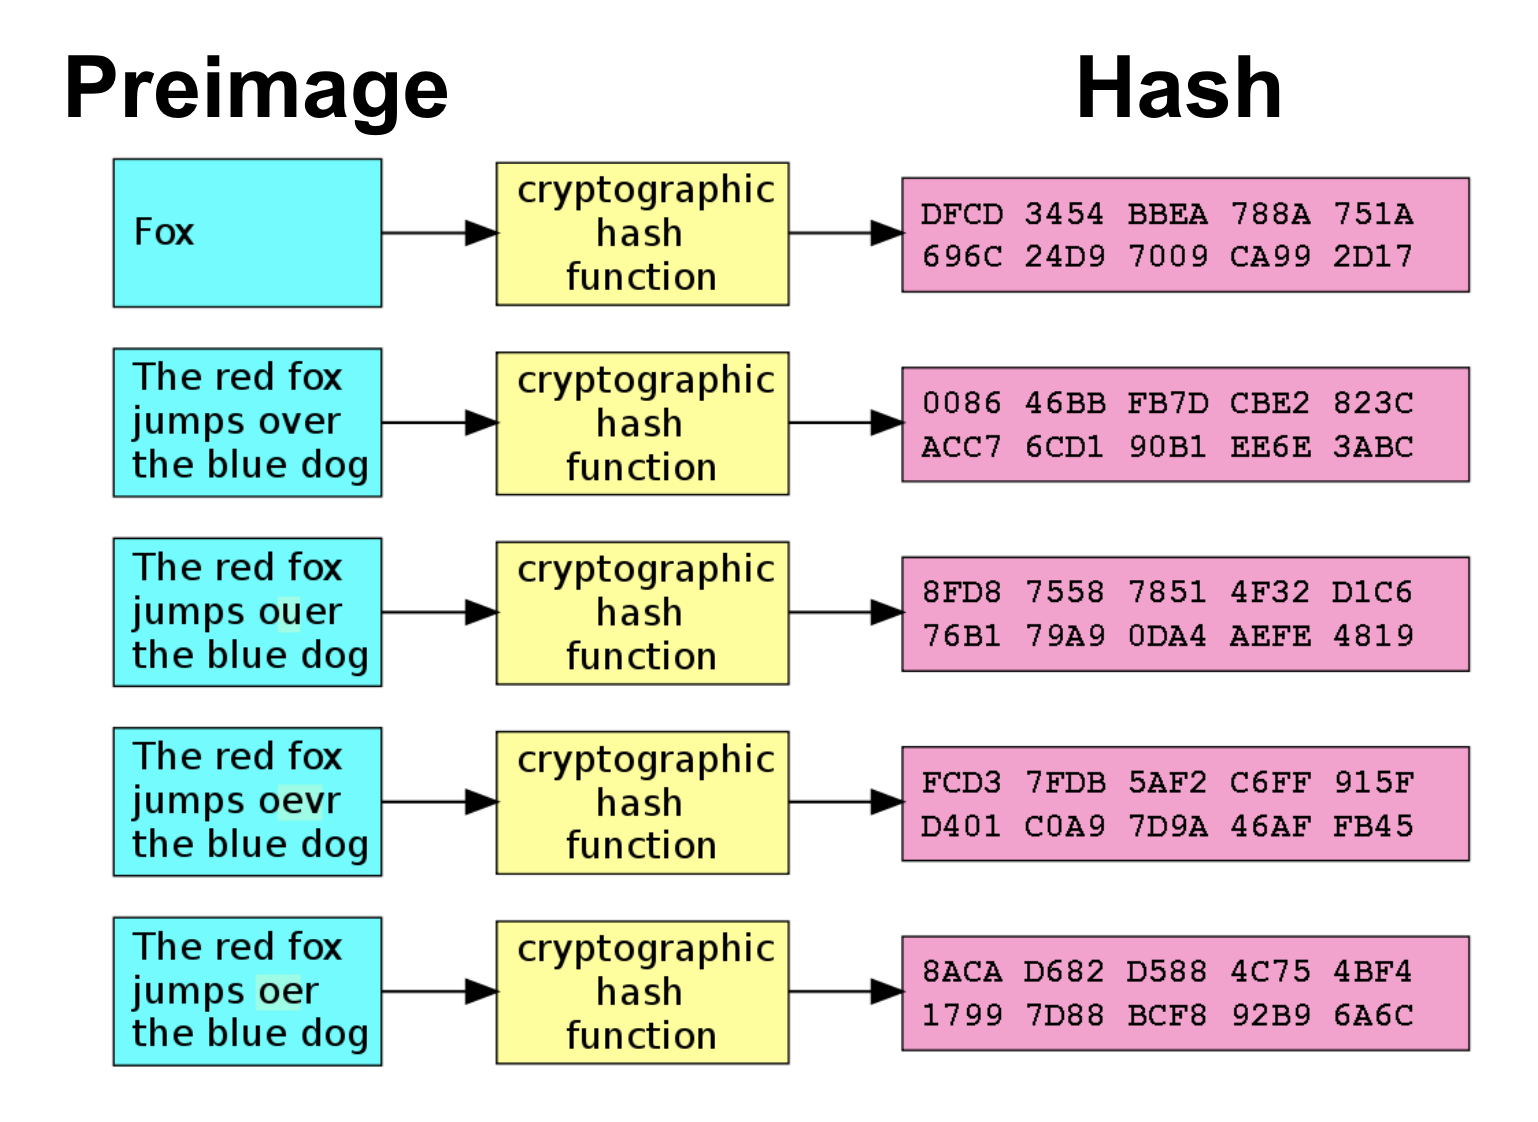 Preimage
Hash
Fox
cryptographic
hash
function
DFCD 3454 BBEA 788A 751A
696C 24D9 7009 CA99 2D17
The red fox
jumps over
the blue dog
cryptographic
hash
function
0086 46BB FB7D CBE2 823C
ACC7 6CD1 90B1 EE6E 3ABC
The red fox
jumps ouer
the blue dog
cryptographic
hash
function
8FD8 7558 7851 4F32 D1C6
76B1 79A9 0DA4 AEFE 4819
The red fox
jumps oevr
the blue dog
cryptographic
hash
function
FCD3 7FDB 5AF2 C6FF 915F
D401 C0A9 7D9A 46AF FB45
The red fox
jumps oer
the blue dog
cryptographic
hash
function
8ACA D682 D588 4C75 4BF4
1799 7D88 BCF8 92B9 6A6C